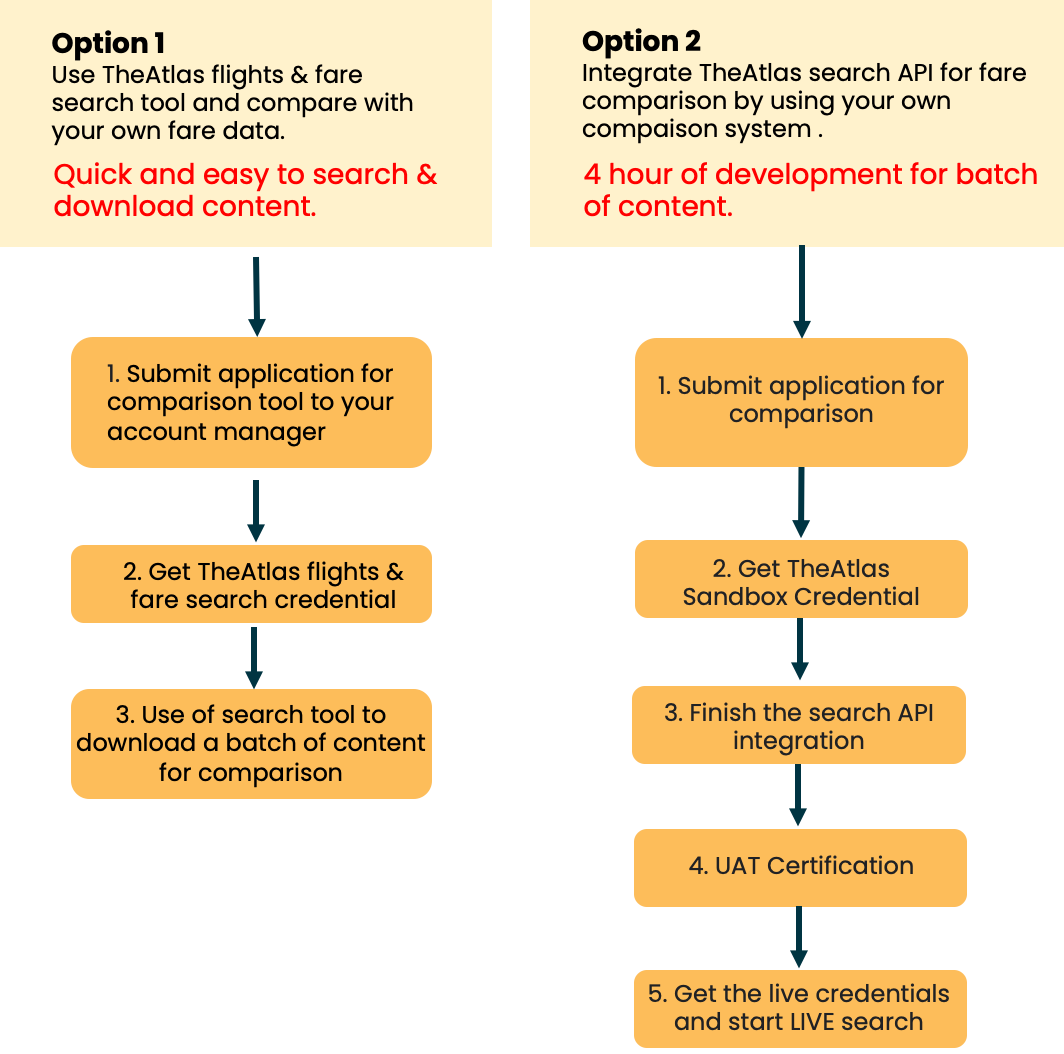 Option 1
Use TheAtlas flights & fare
search tool and compare with
your own fare data.
Quick and easy to search &
download content.
1. Submit application for
comparison tool to your
account manager
2. Get TheAtlas flights &
fare search credential
3. Use of search tool to
download a batch of content
for comparison
Option 2
Integrate TheAtlas search API for fare
comparison by using your own
compaison system .
4 hour of development for batch
of content.
1. Submit application for
comparison
2. Get TheAtlas
Sandbox Credential
3. Finish the search API
integration
4. UAT Certification
5. Get the live credentials
and start LIVE search